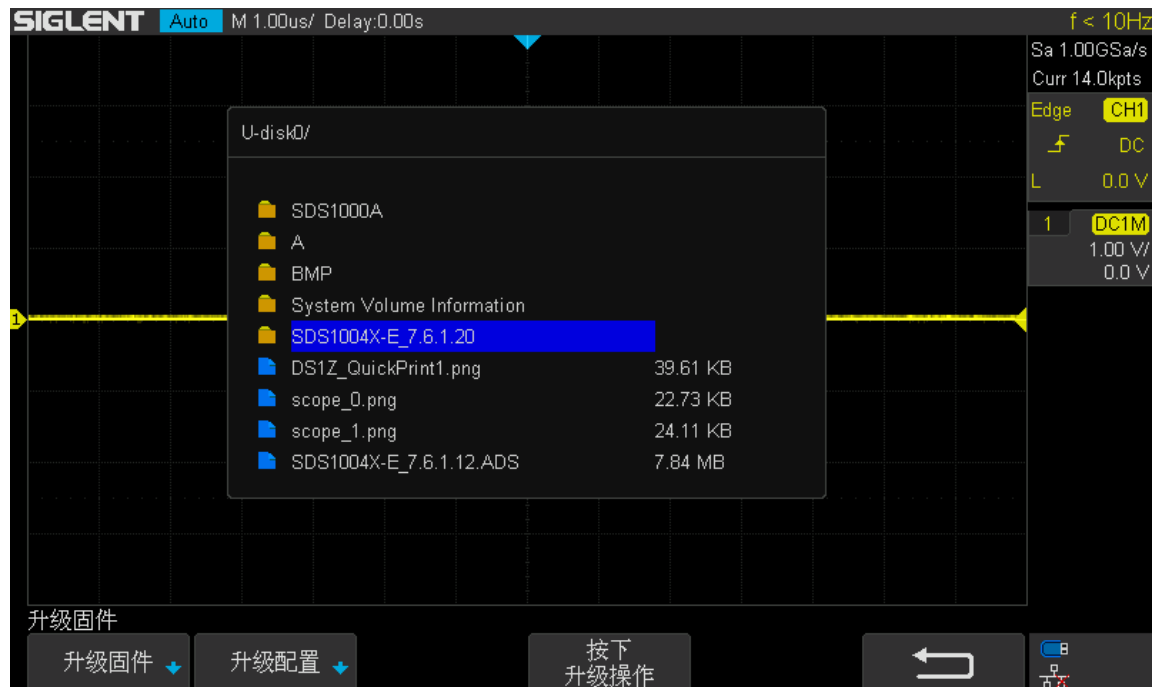 SIGLENT Auto M 1.00us/ Delay:0.00s f < 10Hz
Sa 1.00GSa/s
Curr 14.0kpts
Edge CH1
DC
L 0.0 V
1 DC1M
1.00 V/
0.0 V
U-disk0/
SDS1000A
A
BMP
System Volume Information
SDS1004X-E_7.6.1.20
DS1Z_QuickPrint1.png 39.61 KB
scope_0.png 22.73 KB
scope_1.png 24.11 KB
SDS1004X-E_7.6.1.12.ADS 7.84 MB
1
升级固件
升级固件 升级配置 按下
升级操作